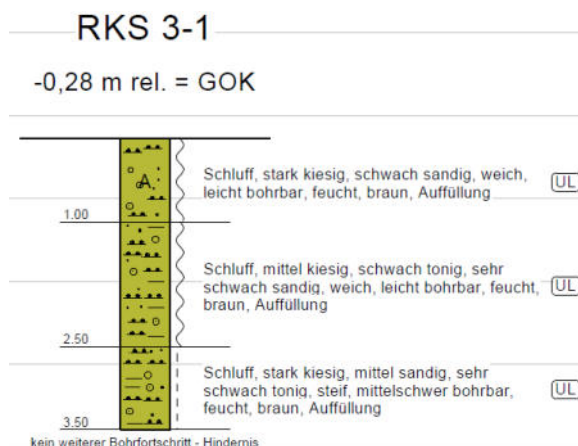 RKS 3-1
-0,28 m rel. = GOK
A
Schluff, stark kiesig, schwach sandig, weich,
leicht bohrbar, feucht, braun, Auffüllung
UL
1.00
Schluff, mittel kiesig, schwach tonig, sehr
schwach sandig, weich, leicht bohrbar, feucht,
braun, Auffüllung
UL
2.50
Schluff, stark kiesig, mittel sandig, sehr
schwach tonig, steif, mittelschwer bohrbar,
feucht, braun, Auffüllung
UL
3.50
kein weiterer Bohrfortschritt - Hindernis